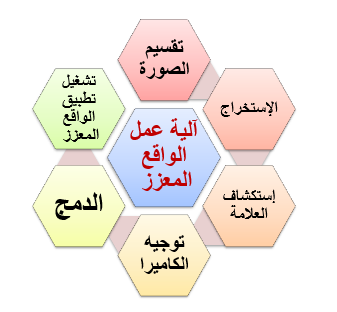 تقسيم
الصورة
الإستخراج
إستكشاف
العلامة
توجيه
الكاميرا
الدمج
تشغيل
تطبيق
الواقع
المعزز
آلية عمل
الواقع
المعزز